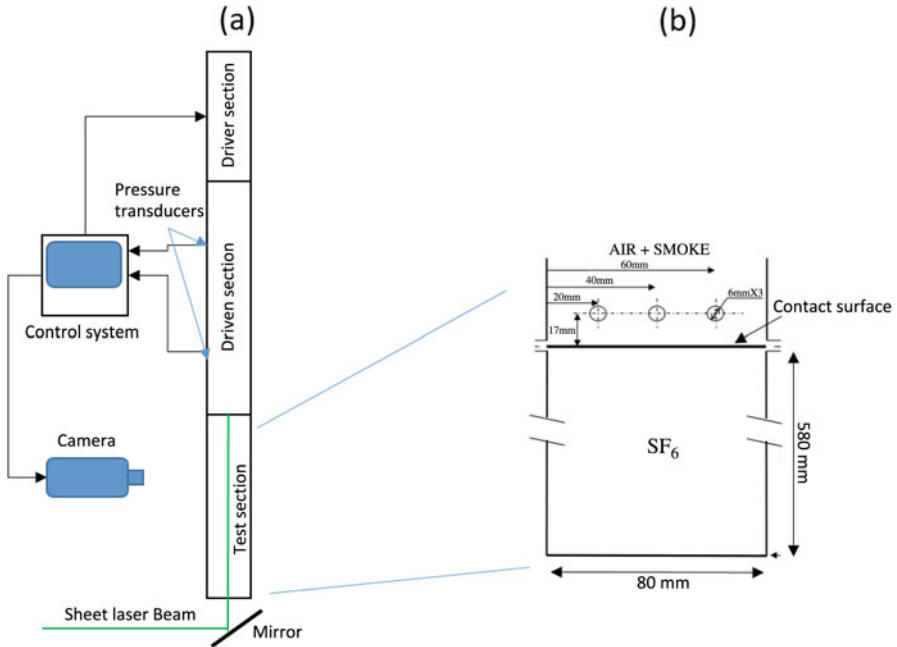 (a)
Driver section
Pressure
transducers
Driven section
Control system
Camera
Test section
Sheet laser Beam
Mirror
(b)
AIR + SMOKE
60mm
40mm
20mm
6mmX3
Contact surface
17mm
SF₆
580 mm
80 mm